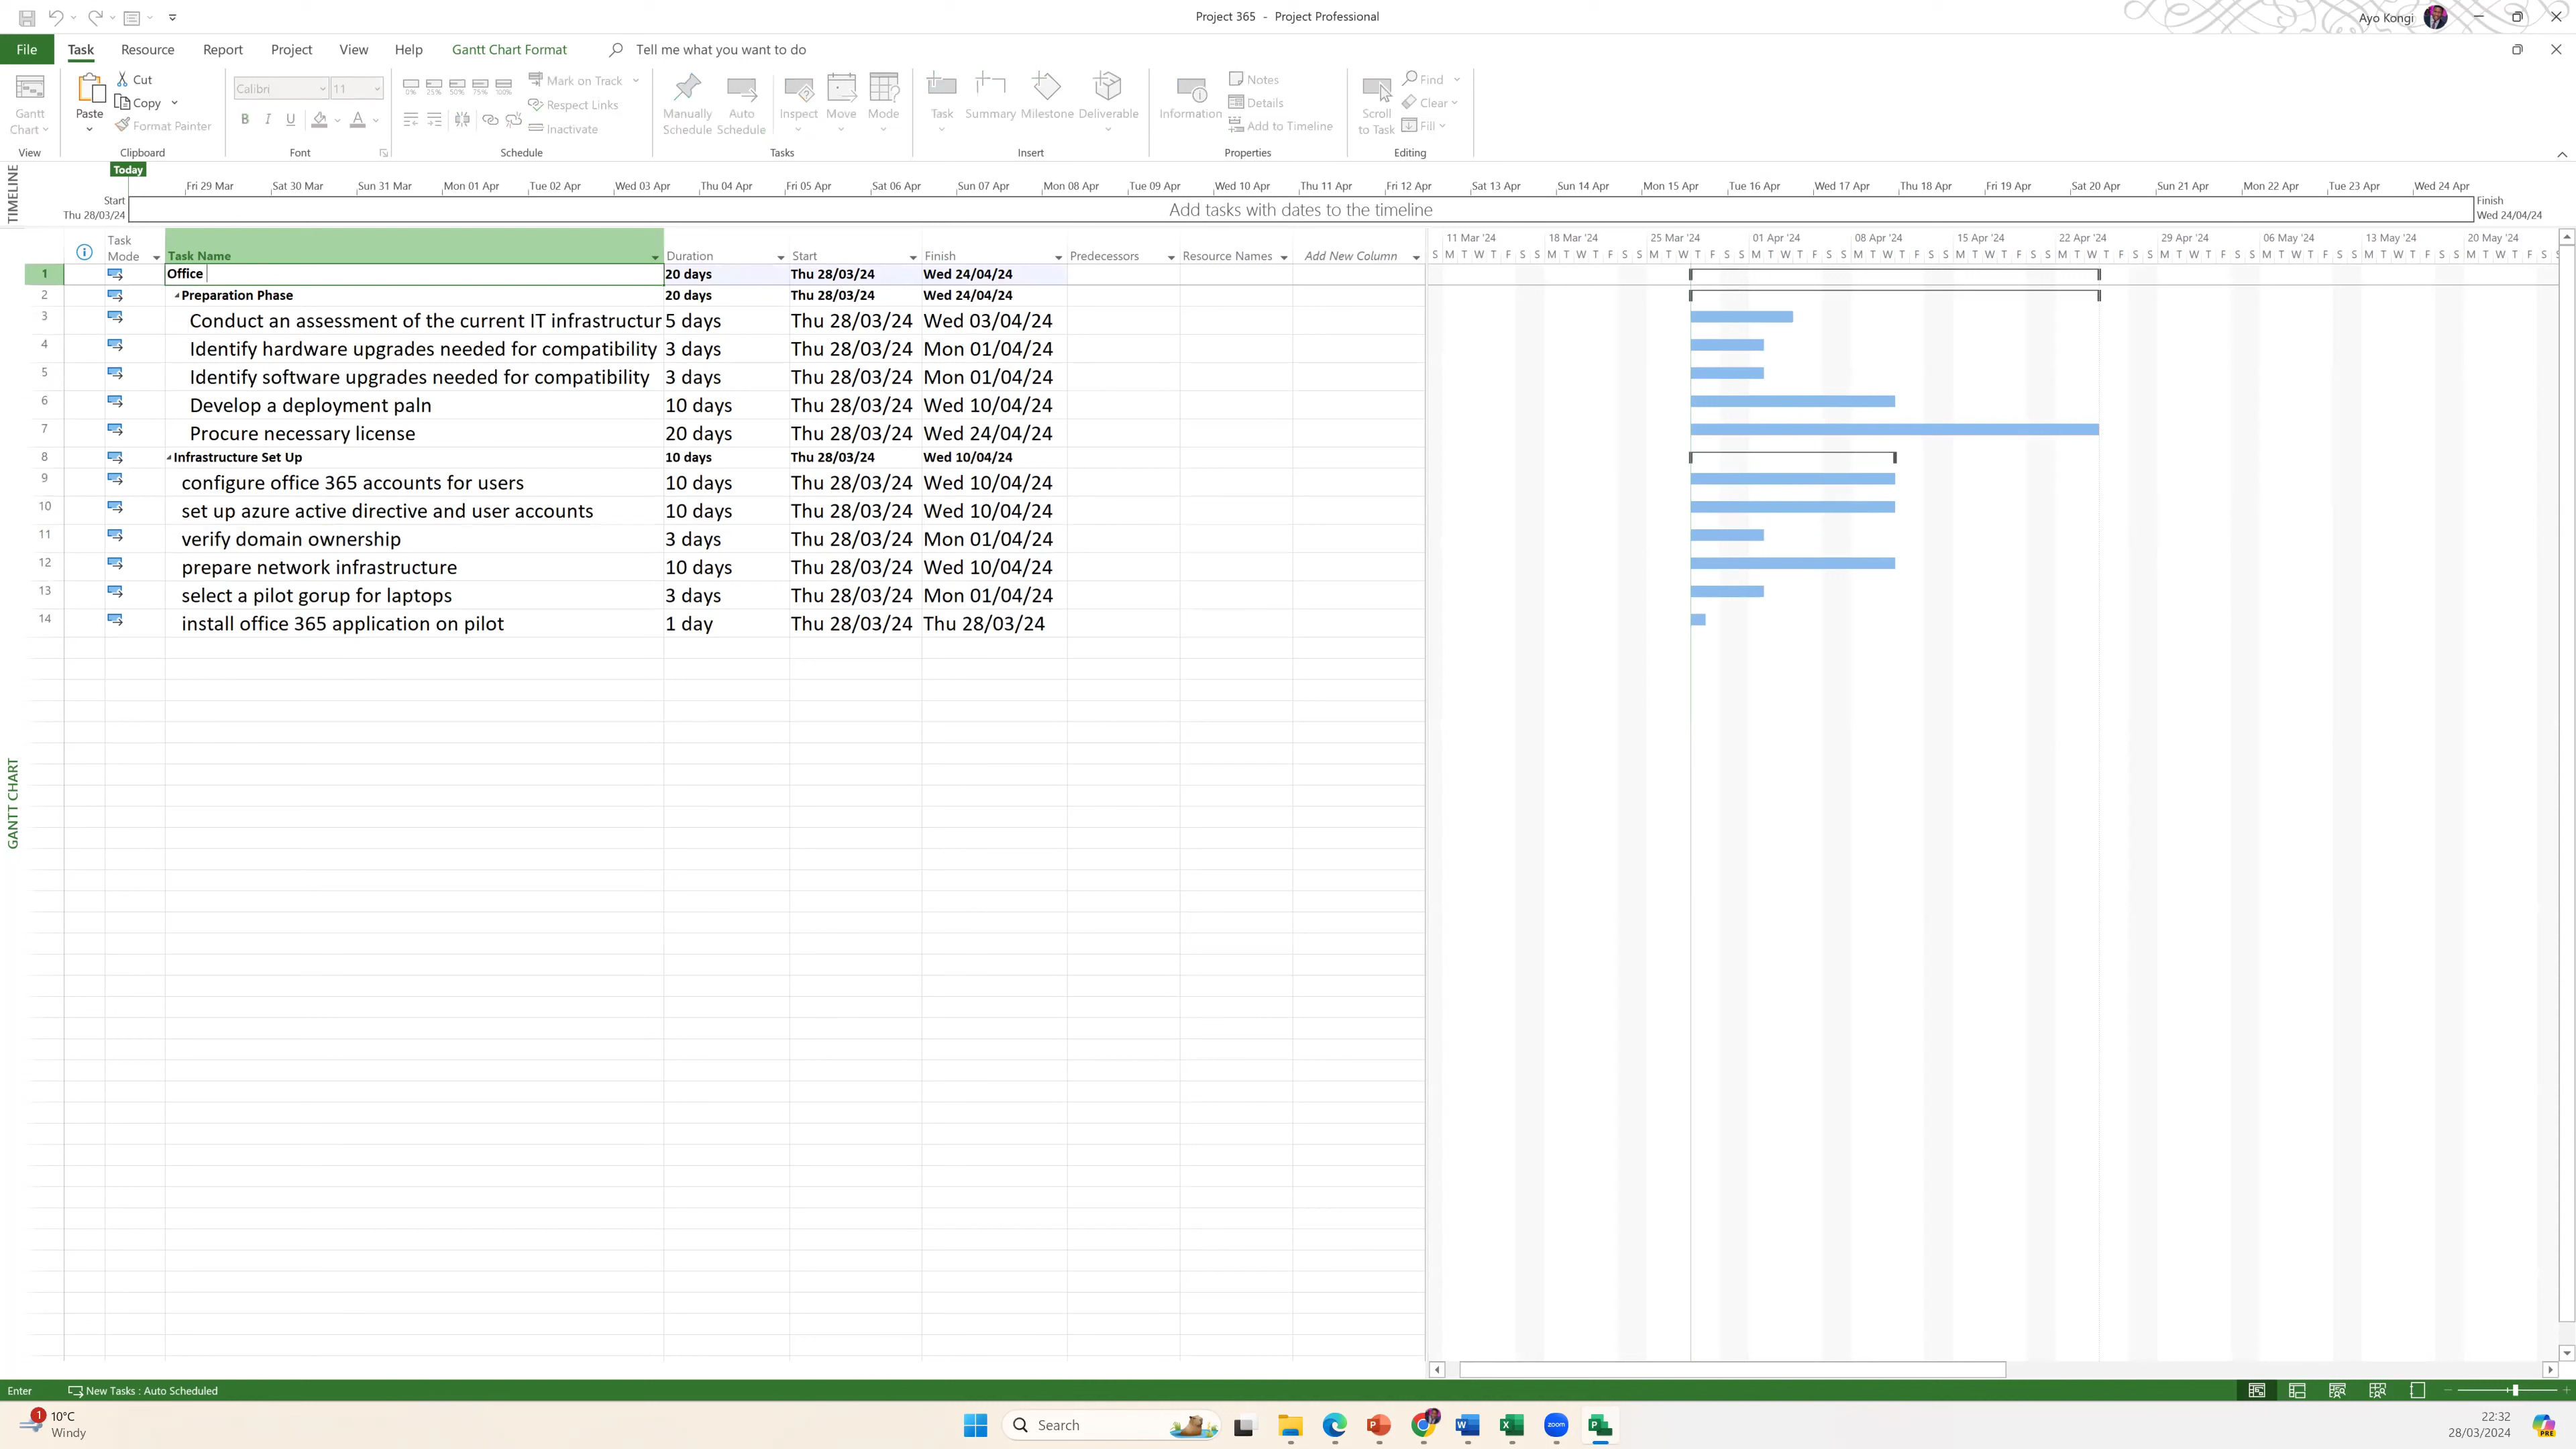 Project 365 - Project Professional
Ayo Kongi
File Task Resource Report Project View Help Gantt Chart Format Tell me what you want to do
Gantt Chart
View
Paste
Cut
Copy
Format Painter
Clipboard
Calibri 11
B I U A
Font
0% 25% 50% 75% 100%
Mark on Track
Respect Links
Inactivate
Schedule
Manually Schedule
Auto Schedule
Inspect
Move
Mode
Tasks
Task
Summary
Milestone
Deliverable
Insert
Information
Notes
Details
Add to Timeline
Properties
Scroll to Task
Find
Clear
Fill
Editing
TIMELINE
Today
Fri 29 Mar Sat 30 Mar Sun 31 Mar Mon 01 Apr Tue 02 Apr Wed 03 Apr Thu 04 Apr Fri 05 Apr Sat 06 Apr Sun 07 Apr Mon 08 Apr Tue 09 Apr Wed 10 Apr Thu 11 Apr Fri 12 Apr Sat 13 Apr Sun 14 Apr Mon 15 Apr Tue 16 Apr Wed 17 Apr Thu 18 Apr Fri 19 Apr Sat 20 Apr Sun 21 Apr Mon 22 Apr Tue 23 Apr Wed 24 Apr
Start
Thu 28/03/24
Add tasks with dates to the timeline
Finish
Wed 24/04/24
Task Mode Task Name Duration Start Finish Predecessors Resource Names Add New Column
11 Mar '24 18 Mar '24 25 Mar '24 01 Apr '24 08 Apr '24 15 Apr '24 22 Apr '24 29 Apr '24 06 May '24 13 May '24 20 May '24
S M T W T F S S M T W T F S S M T W T F S S M T W T F S S M T W T F S S M T W T F S S M T W T F S S M T W T F S S M T W T F S S M T W T F S S M T W T F S S
1 Office 20 days Thu 28/03/24 Wed 24/04/24
2 Preparation Phase 20 days Thu 28/03/24 Wed 24/04/24
3 Conduct an assessment of the current IT infrastructur 5 days Thu 28/03/24 Wed 03/04/24
4 Identify hardware upgrades needed for compatibility 3 days Thu 28/03/24 Mon 01/04/24
5 Identify software upgrades needed for compatibility 3 days Thu 28/03/24 Mon 01/04/24
6 Develop a deployment paln 10 days Thu 28/03/24 Wed 10/04/24
7 Procure necessary license 20 days Thu 28/03/24 Wed 24/04/24
8 Infrastructure Set Up 10 days Thu 28/03/24 Wed 10/04/24
9 configure office 365 accounts for users 10 days Thu 28/03/24 Wed 10/04/24
10 set up azure active directive and user accounts 10 days Thu 28/03/24 Wed 10/04/24
11 verify domain ownership 3 days Thu 28/03/24 Mon 01/04/24
12 prepare network infrastructure 10 days Thu 28/03/24 Wed 10/04/24
13 select a pilot gorup for laptops 3 days Thu 28/03/24 Mon 01/04/24
14 install office 365 application on pilot 1 day Thu 28/03/24 Thu 28/03/24
GANTT CHART
Enter New Tasks : Auto Scheduled
1
10°C
Windy
Search
zoom
22:32
28/03/2024
PRE